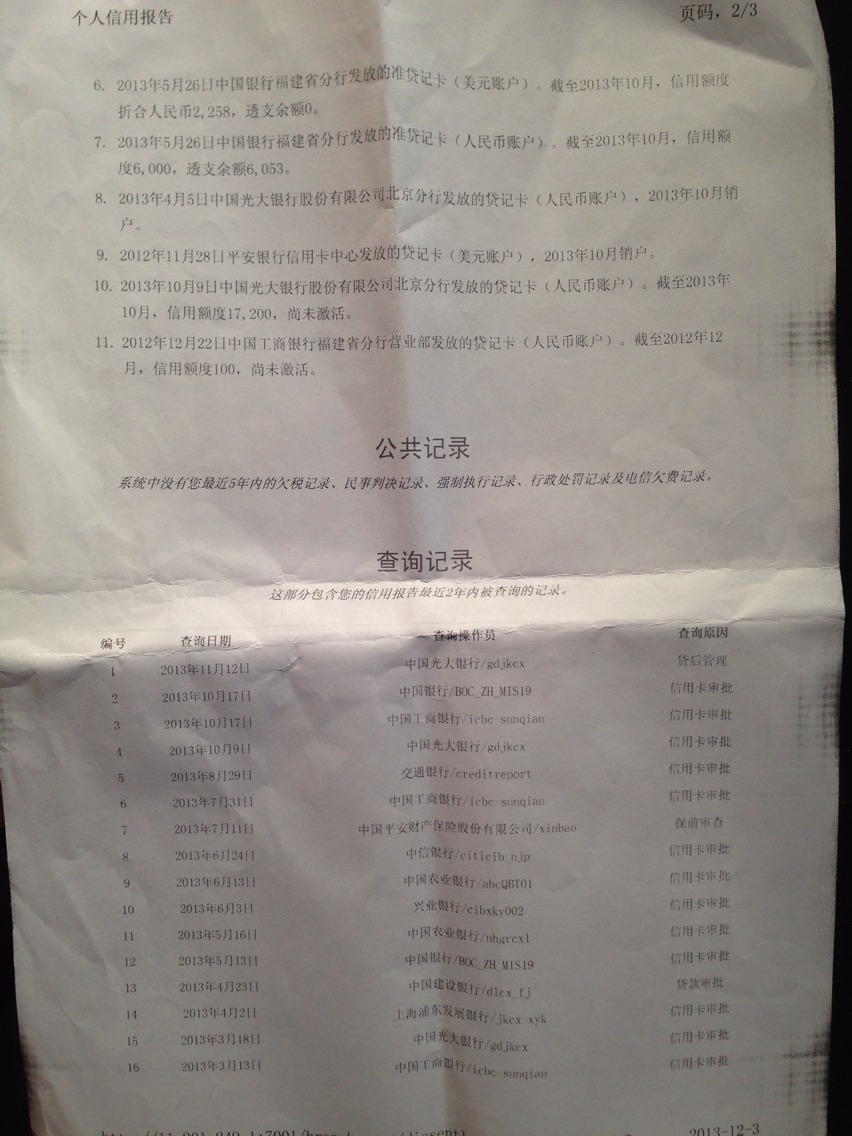 个人信用报告
页码，2/3
6. 2013年5月26日中国银行福建省分行发放的准贷记卡（美元账户）。截至2013年10月，信用额度
折合人民币2,258，透支余额0。
7. 2013年5月26日中国银行福建省分行发放的准贷记卡（人民币账户）。截至2013年10月，信用额
度6,000，透支余额6,053。
8. 2013年4月5日中国光大银行股份有限公司北京分行发放的贷记卡（人民币账户），2013年10月销
户。
9. 2012年11月28日平安银行信用卡中心发放的贷记卡（美元账户），2013年10月销户。
10. 2013年10月9日中国光大银行股份有限公司北京分行发放的贷记卡（人民币账户）。截至2013年
10月，信用额度17,200，尚未激活。
11. 2012年12月22日中国工商银行福建省分行营业部发放的贷记卡（人民币账户）。截至2012年12
月，信用额度100，尚未激活。
公共记录
系统中没有您最近5年内的欠税记录、民事判决记录、强制执行记录、行政处罚记录及电信欠费记录。
查询记录
这部分包含您的信用报告最近2年内被查询的记录。
编号 查询日期 查询操作员 查询原因
1 2013年11月12日 中国光大银行/gdjkcx 贷后管理
2 2013年10月17日 中国银行/BOC_ZH_MIS19 信用卡审批
3 2013年10月17日 中国工商银行/icbc-sunqian 信用卡审批
4 2013年10月9日 中国光大银行/gdjkcx 信用卡审批
5 2013年8月29日 交通银行/creditreport 信用卡审批
6 2013年7月31日 中国工商银行/icbc-sunqian 信用卡审批
7 2013年7月11日 中国平安财产保险股份有限公司/xinbao 保前审查
8 2013年6月24日 中信银行/citicib_njp 信用卡审批
9 2013年6月13日 中国农业银行/abcQBT01 信用卡审批
10 2013年6月3日 兴业银行/cibxky002 信用卡审批
11 2013年5月16日 中国农业银行/nhgrcx1 信用卡审批
12 2013年5月13日 中国银行/BOC_ZH_MIS19 信用卡审批
13 2013年4月23日 中国建设银行/dlcx_fj 贷款审批
14 2013年4月2日 上海浦东发展银行/jkcx-xyk 信用卡审批
15 2013年3月18日 中国光大银行/gdjkcx 信用卡审批
16 2013年3月13日 中国工商银行/icbc-sunqian 信用卡审批
2013-12-3